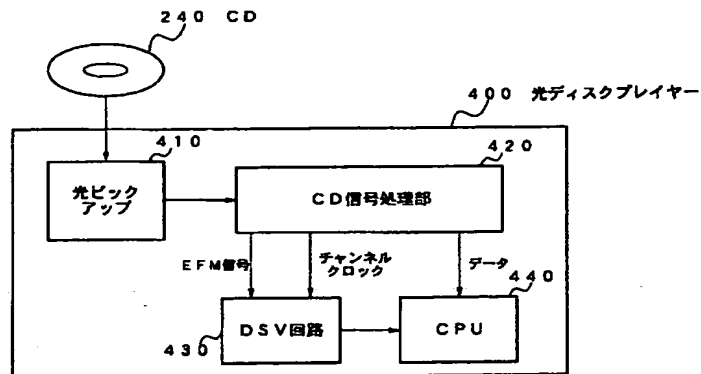 240 CD
400 光ディスクプレイヤー
410
420
光ピック
アップ
CD信号処理部
EFM信号
チャンネル
クロック
データ
440
DSV回路
CPU
430